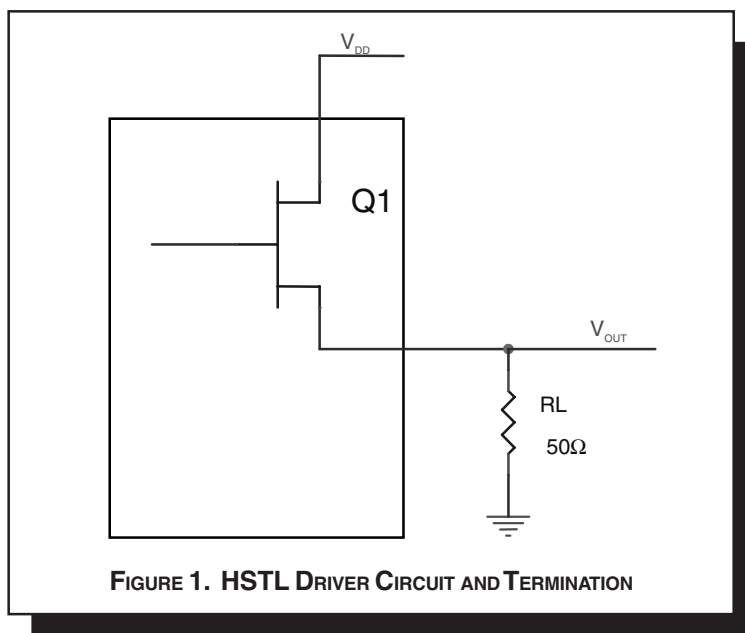 VDD
Q1
VOUT
RL
50Ω
FIGURE 1. HSTL DRIVER CIRCUIT AND TERMINATION